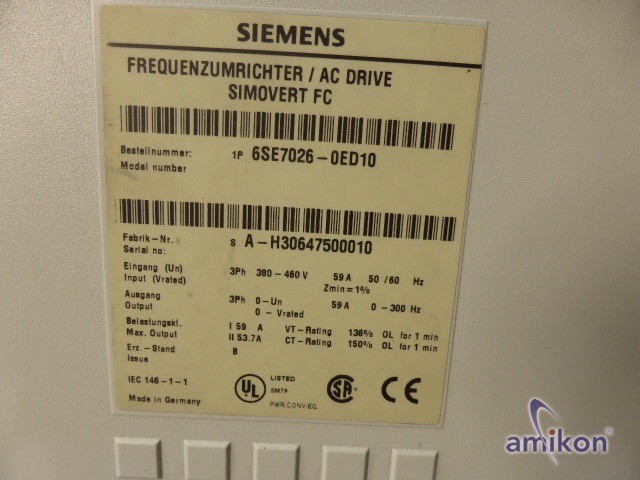 SIEMENS
FREQUENZUMRICHTER / AC DRIVE
SIMOVERT FC
Bestellnummer: 1P 6SE7026-0ED10
Model number
Fabrik-Nr. S A-H30647500010
Serial no:
Eingang (Un) 3Ph 380-460 V 59 A 50/60 Hz
Input (Vrated) Zmin=1%
Ausgang 3Ph 0-Un 59 A 0-300 Hz
Output 0-Vrated
Belastungskl. I 59 A VT-Rating 136% OL for 1 min
Max. Output II 53.7A CT-Rating 150% OL for 1 min
Erz.-Stand B
Issue
IEC 146-1-1
Made in Germany
UL LISTED
5M79
PWR.CONV.EQ.
SA
CE
amikon